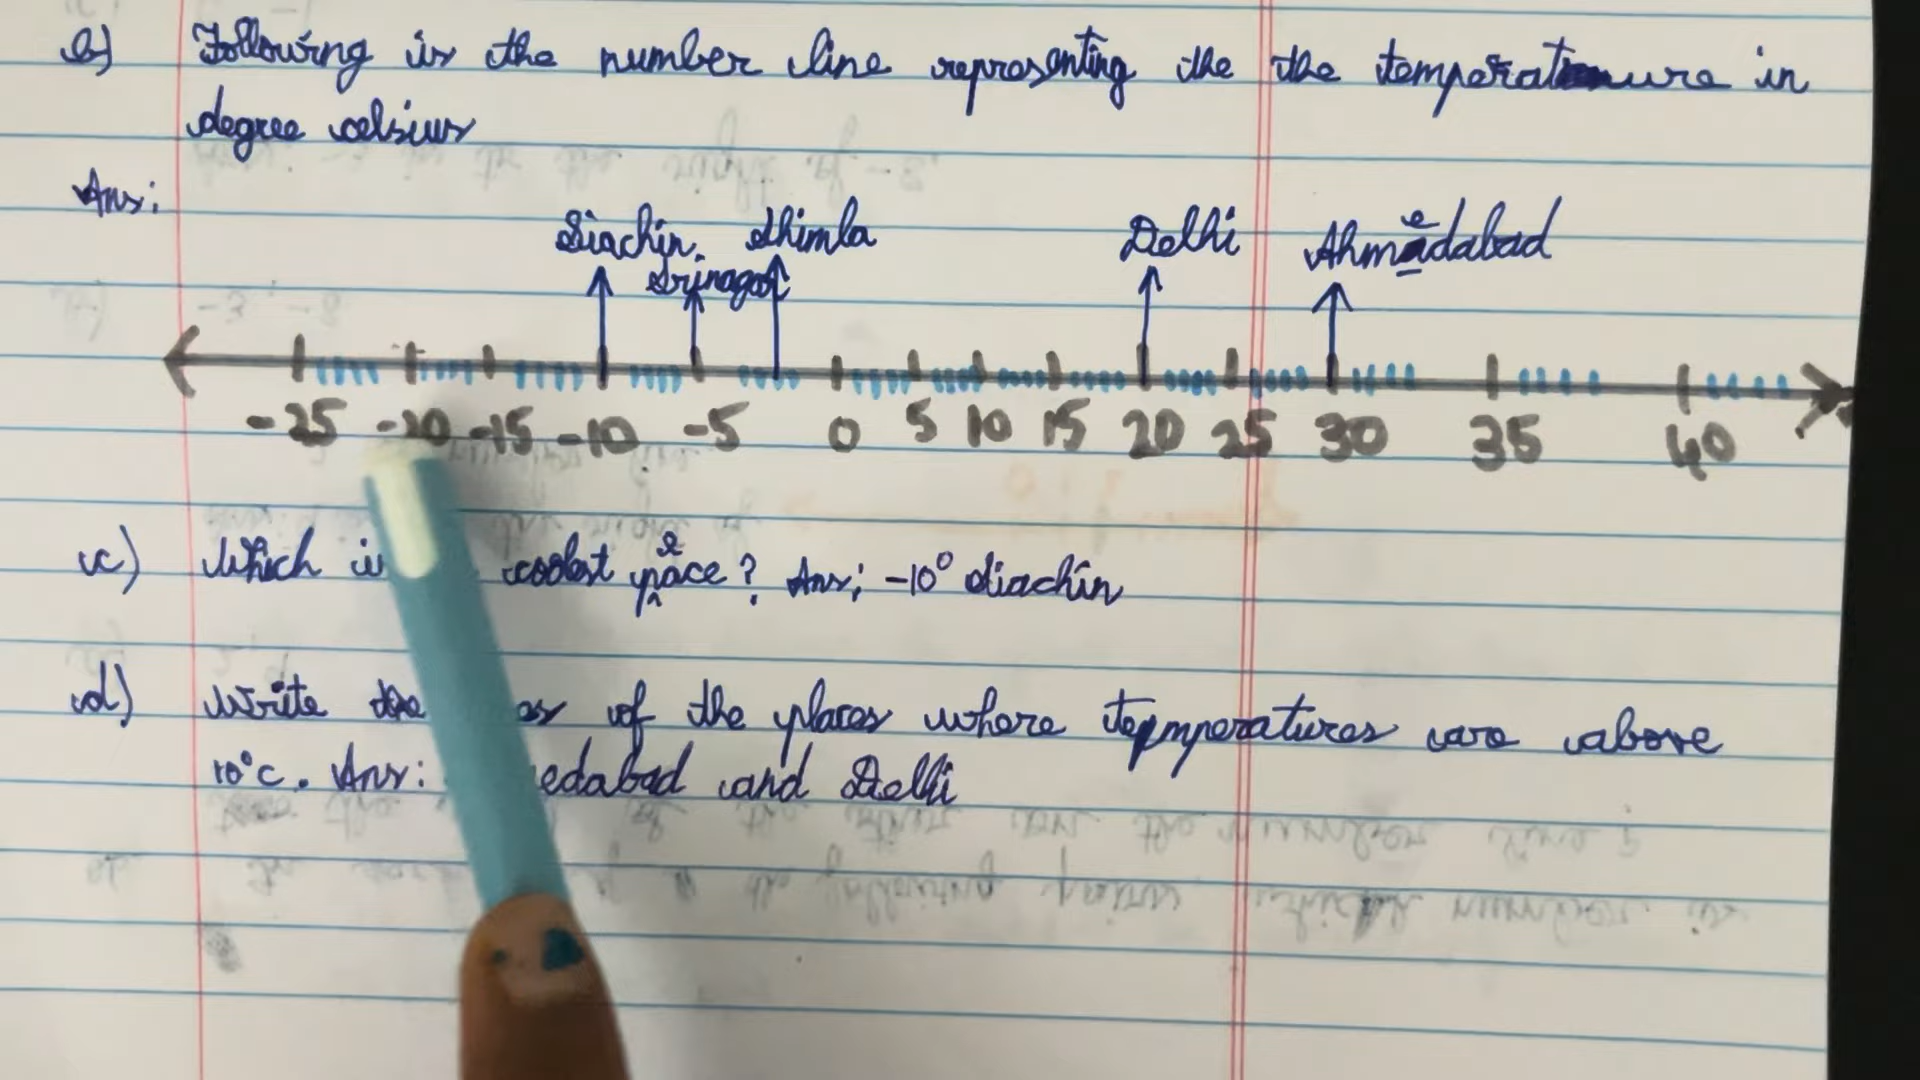 b) Following is the number line representing the the temperature in
degree celsius
Ans:
Siachin Shimla Delhi Ahmedabad
Srinagar
-25 -20 -15 -10 -5 0 5 10 15 20 25 30 35 40
c) Which is coolest place? Ans; -10° Siachin
d) Write the of the places where temperatures are above
10°C. Ans: edabad and Delhi